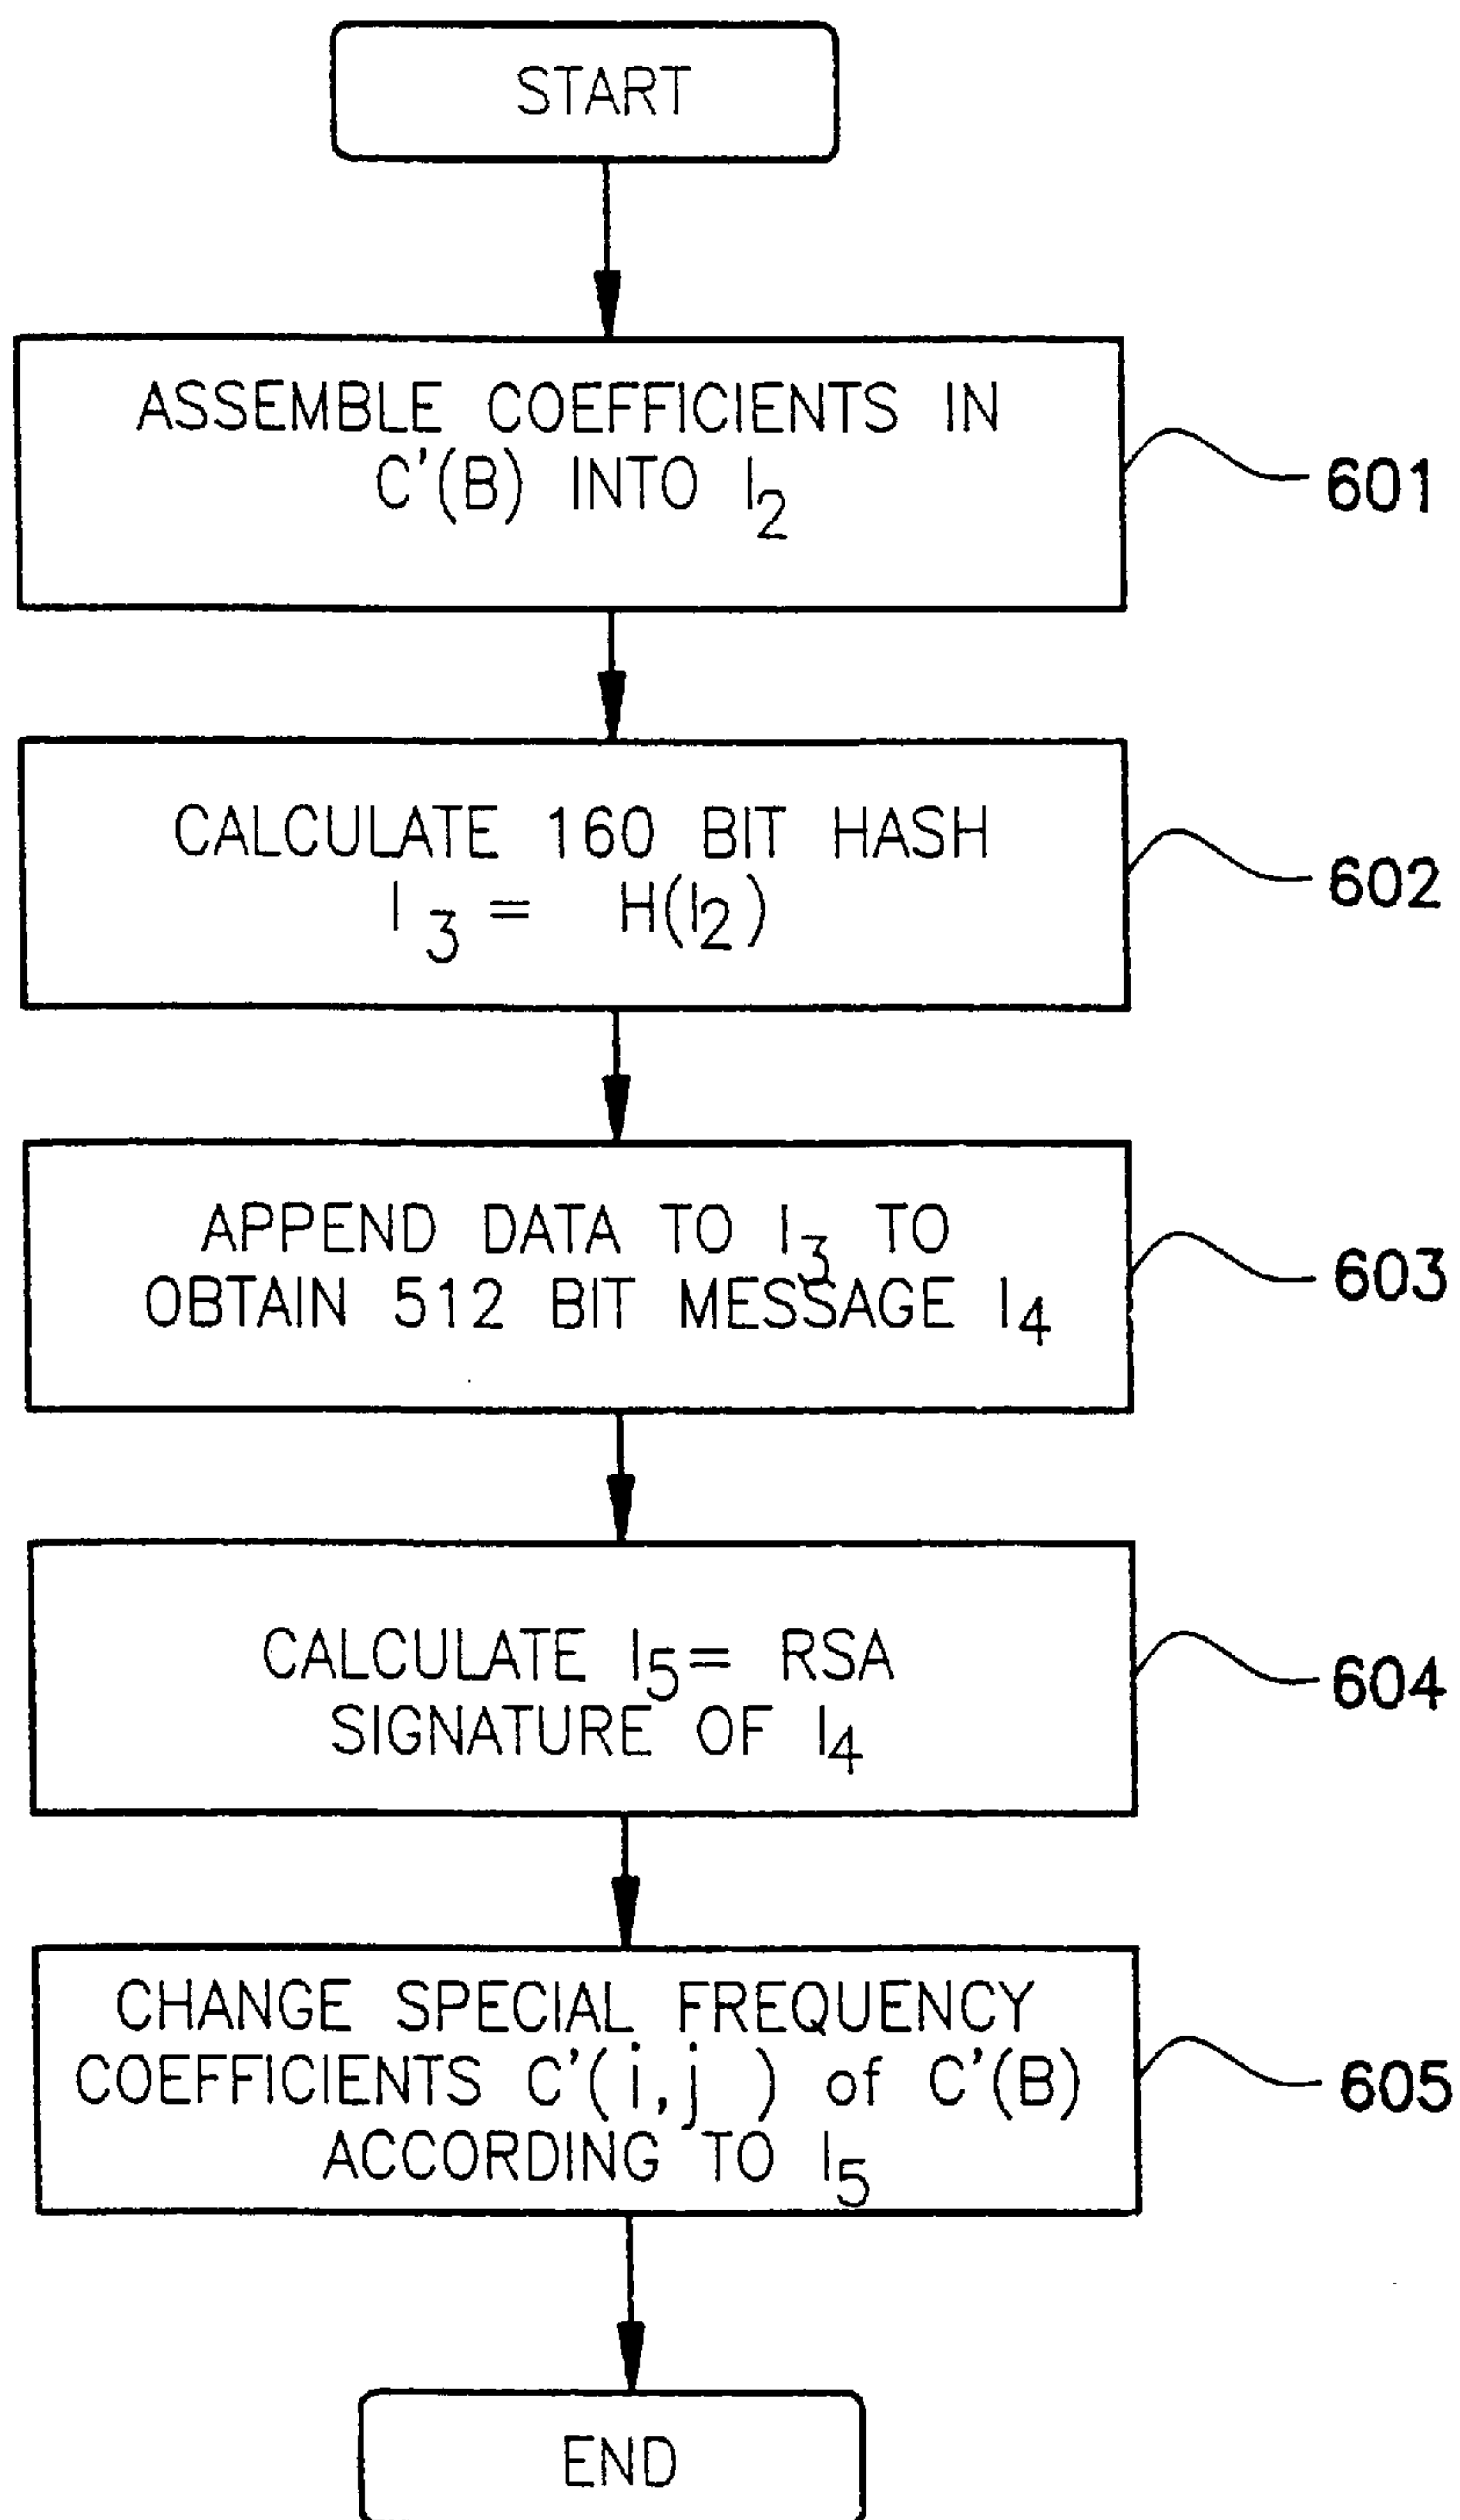 START
ASSEMBLE COEFFICIENTS IN
C'(B) INTO I2
601
CALCULATE 160 BIT HASH
I3 = H(I2)
602
APPEND DATA TO I3 TO
OBTAIN 512 BIT MESSAGE I4
603
CALCULATE I5= RSA
SIGNATURE OF I4
604
CHANGE SPECIAL FREQUENCY
COEFFICIENTS C'(i,j ) of C'(B)
ACCORDING TO I5
605
END